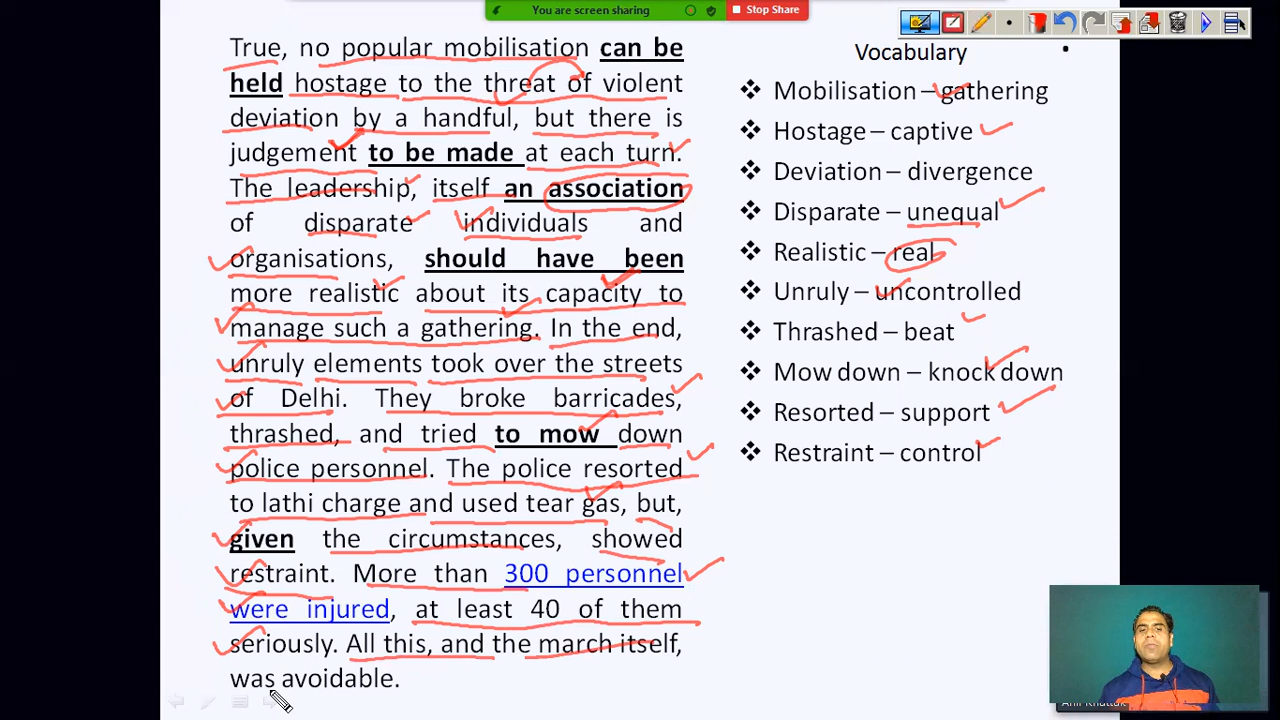 You are screen sharing
Stop Share
True, no popular mobilisation can be
held hostage to the threat of violent
deviation by a handful, but there is
judgement to be made at each turn.
The leadership, itself an association
of disparate individuals and
organisations, should have been
more realistic about its capacity to
manage such a gathering. In the end,
unruly elements took over the streets
of Delhi. They broke barricades,
thrashed, and tried to mow down
police personnel. The police resorted
to lathi charge and used tear gas, but,
given the circumstances, showed
restraint. More than 300 personnel
were injured, at least 40 of them
seriously. All this, and the march itself,
was avoidable.
Vocabulary
❖ Mobilisation – gathering
❖ Hostage – captive
❖ Deviation – divergence
❖ Disparate – unequal
❖ Realistic – real
❖ Unruly – uncontrolled
❖ Thrashed – beat
❖ Mow down – knock down
❖ Resorted – support
❖ Restraint – control